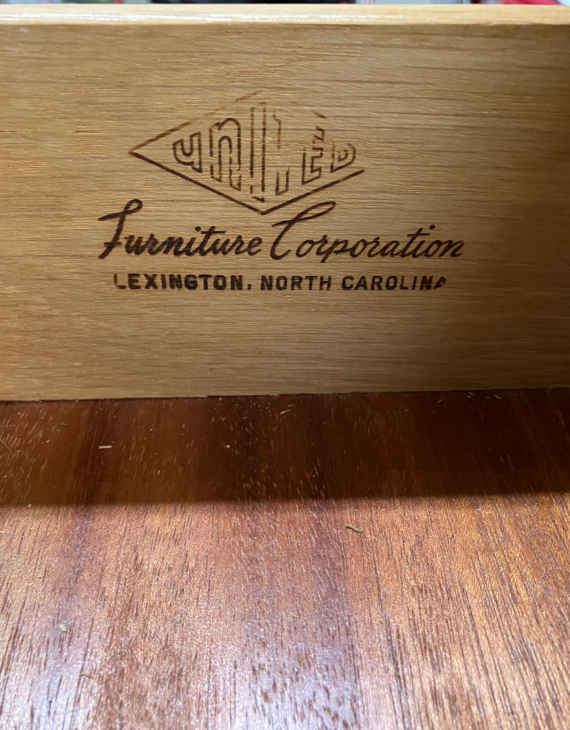 UNITED
Furniture Corporation
LEXINGTON, NORTH CAROLINA